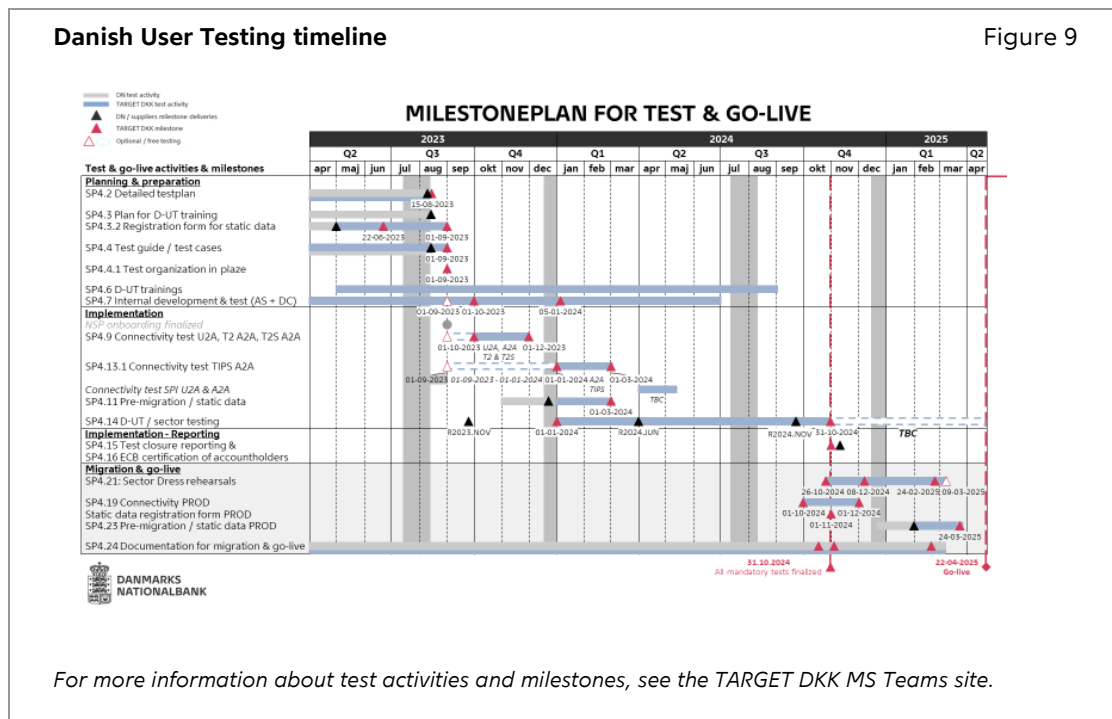 Danish User Testing timeline Figure 9
DN test activity
TARGET DKK test activity
DN / suppliers milestone deliveries
TARGET DKK milestone
Optional / free testing
MILESTONEPLAN FOR TEST & GO-LIVE
2023 2024 2025
Q2 Q3 Q4 Q1 Q2 Q3 Q4 Q1 Q2
Test & go-live activities & milestones apr maj jun jul aug sep okt nov dec jan feb mar apr maj jun jul aug sep okt nov dec jan feb mar apr
Planning & preparation
SP4.2 Detailed testplan
15-08-2023
SP4.3 Plan for D-UT training
SP4.3.2 Registration form for static data
22-06-2023 01-09-2023
SP4.4 Test guide / test cases
01-09-2023
SP4.4.1 Test organization in plaze
01-09-2023
SP4.6 D-UT trainings
SP4.7 Internal development & test (AS + DC)
01-09-2023 01-10-2023 05-01-2024
Implementation
NSP onboarding finalized
SP4.9 Connectivity test U2A, T2 A2A, T2S A2A
01-10-2023 U2A, A2A 01-12-2023
T2 & T2S
SP4.13.1 Connectivity test TIPS A2A
01-09-2023 01-09-2023 - 01-01-2024 01-01-2024 A2A 01-03-2024
TIPS
Connectivity test SPI U2A & A2A
TBC
SP4.11 Pre-migration / static data
01-03-2024
SP4.14 D-UT / sector testing
R2023.NOV 01-01-2024 R2024.JUN R2024.NOV 31-10-2024 TBC
Implementation - Reporting
SP4.15 Test closure reporting &
SP4.16 ECB certification of accountholders
Migration & go-live
SP4.21: Sector Dress rehearsals
26-10-2024 08-12-2024 24-02-2025 09-03-2025
SP4.19 Connectivity PROD
01-10-2024 01-12-2024
Static data registration form PROD
01-11-2024
SP4.23 Pre-migration / static data PROD
24-03-2025
SP4.24 Documentation for migration & go-live
31.10.2024 22-04-2025
All mandatory tests finalized Go-live
DANMARKS
NATIONALBANK
For more information about test activities and milestones, see the TARGET DKK MS Teams site.